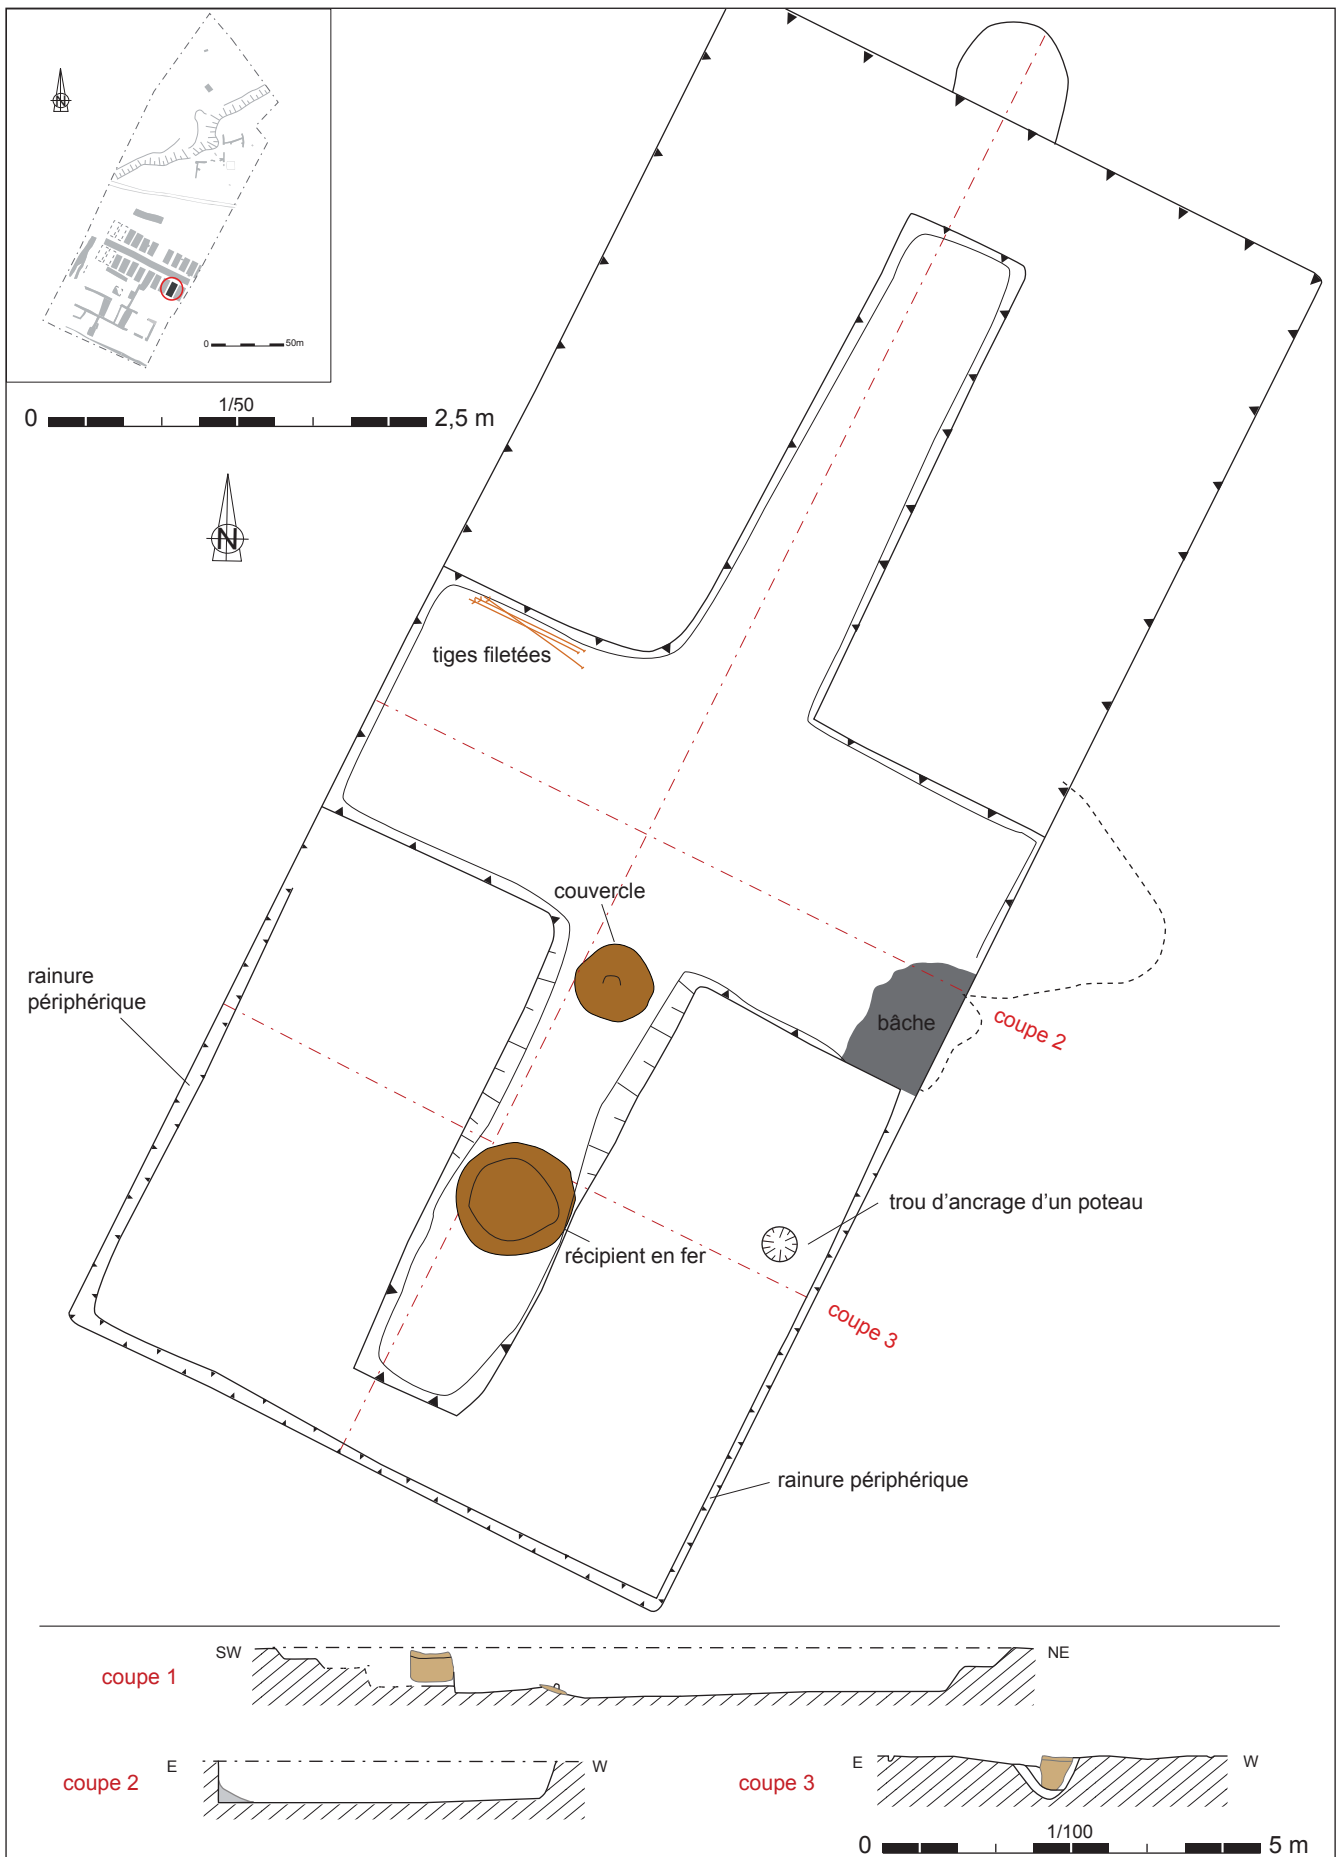 N
0 50m
0 1/50 2,5 m
N
tiges filetées
couvercle
rainure
périphérique
bâche
coupe 2
trou d'ancrage d'un poteau
récipient en fer
coupe 3
rainure périphérique
SW NE
coupe 1
E W
coupe 2
E W
coupe 3
0 1/100 5 m